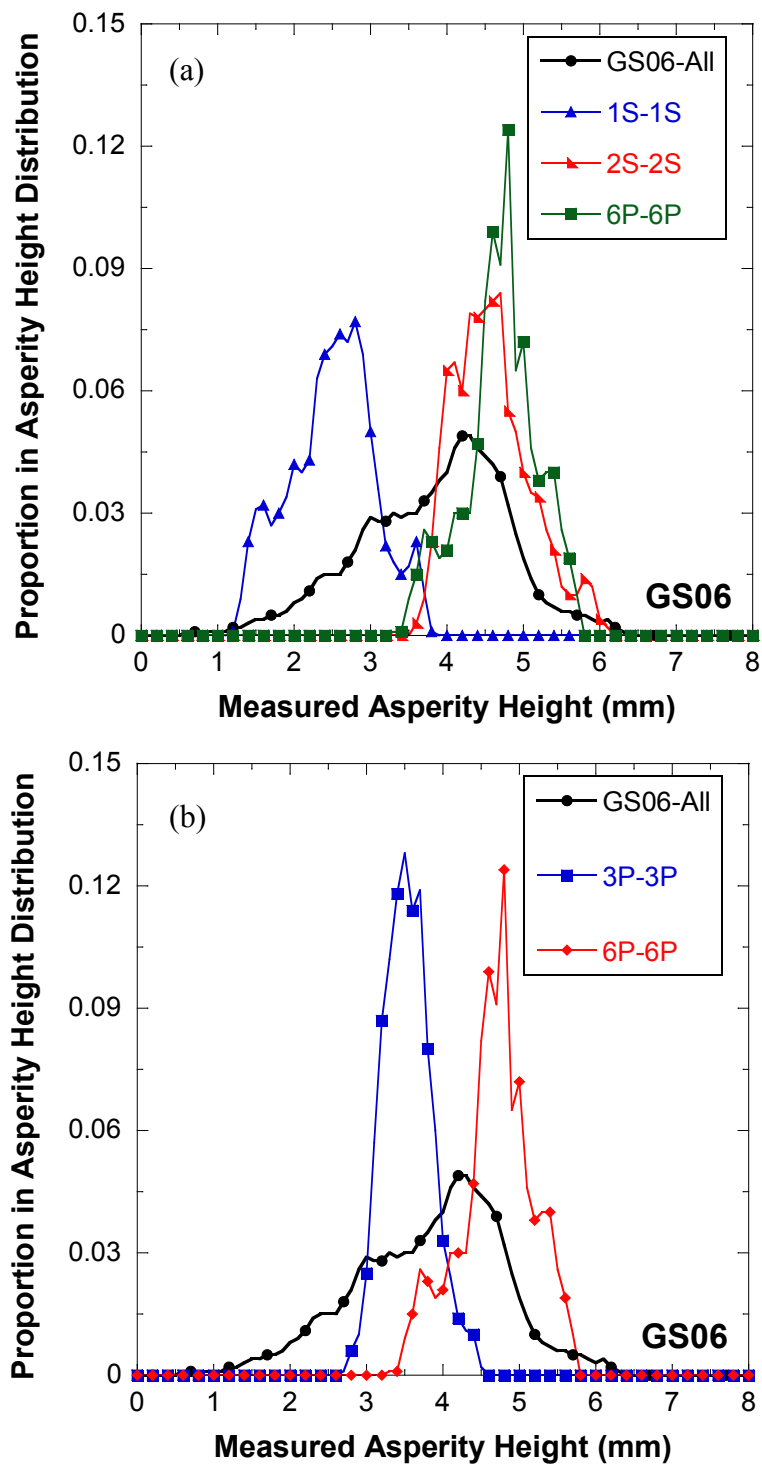 0.15
(a)
GS06-All
1S-1S
2S-2S
6P-6P
0.12
0.09
0.06
0.03
0
GS06
0 1 2 3 4 5 6 7 8
Proportion in Asperity Height Distribution
Measured Asperity Height (mm)
0.15
(b)
GS06-All
3P-3P
6P-6P
0.12
0.09
0.06
0.03
0
GS06
0 1 2 3 4 5 6 7 8
Proportion in Asperity Height Distribution
Measured Asperity Height (mm)